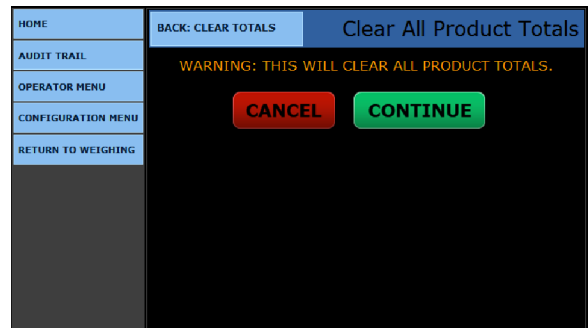 HOME
AUDIT TRAIL
OPERATOR MENU
CONFIGURATION MENU
RETURN TO WEIGHING
BACK: CLEAR TOTALS
Clear All Product Totals
WARNING: THIS WILL CLEAR ALL PRODUCT TOTALS.
CANCEL
CONTINUE